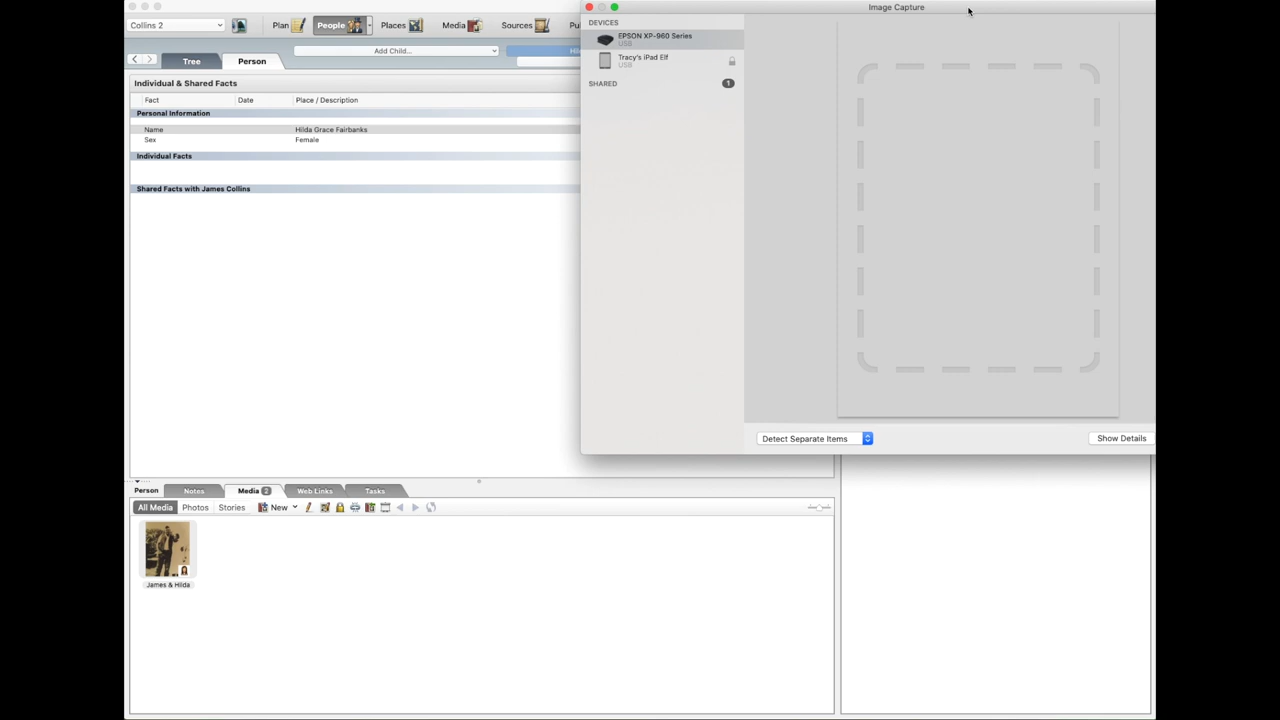 Image Capture
Collins 2
Plan
People
Places
Media
Sources
Add Child...
Tree
Person
Individual & Shared Facts
Fact Date Place / Description
Personal Information
Name Hilda Grace Fairbanks
Sex Female
Individual Facts
Shared Facts with James Collins
DEVICES
EPSON XP-960 Series
USB
Tracy's iPad Elf
USB
SHARED 1
Detect Separate Items
Show Details
Person Notes Media 2 Web Links Tasks
All Media Photos Stories New
James & Hilda